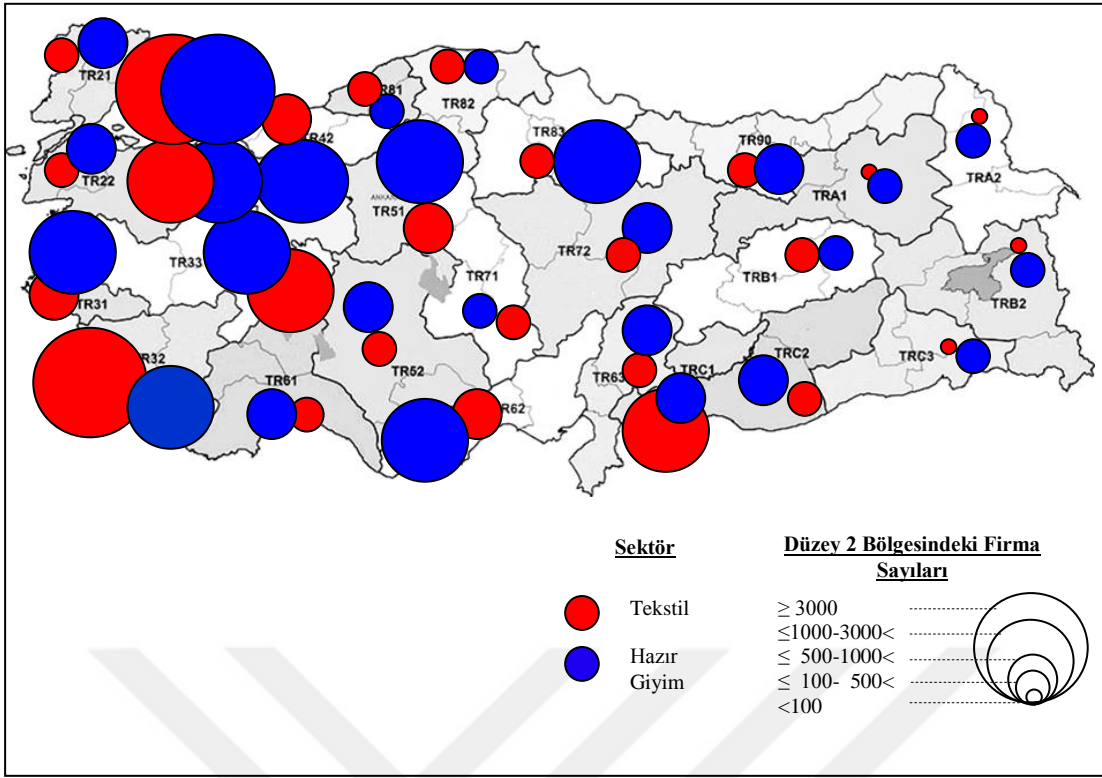 TR21
TR81
TR82
TR42
TR83
TR90
TRA2
TR22
TRA1
ANKARA
TR51
TR72
TR33
TR71
TRB1
TR31
TRB2
TR32
TR52
TRC3
TRC2
TR63
TRC1
TR61
TR62
Sektör
Düzey 2 Bölgesindeki Firma
Sayıları
Tekstil
Hazır
Giyim
≥ 3000
≤1000-3000<
≤ 500-1000<
≤ 100- 500<
<100